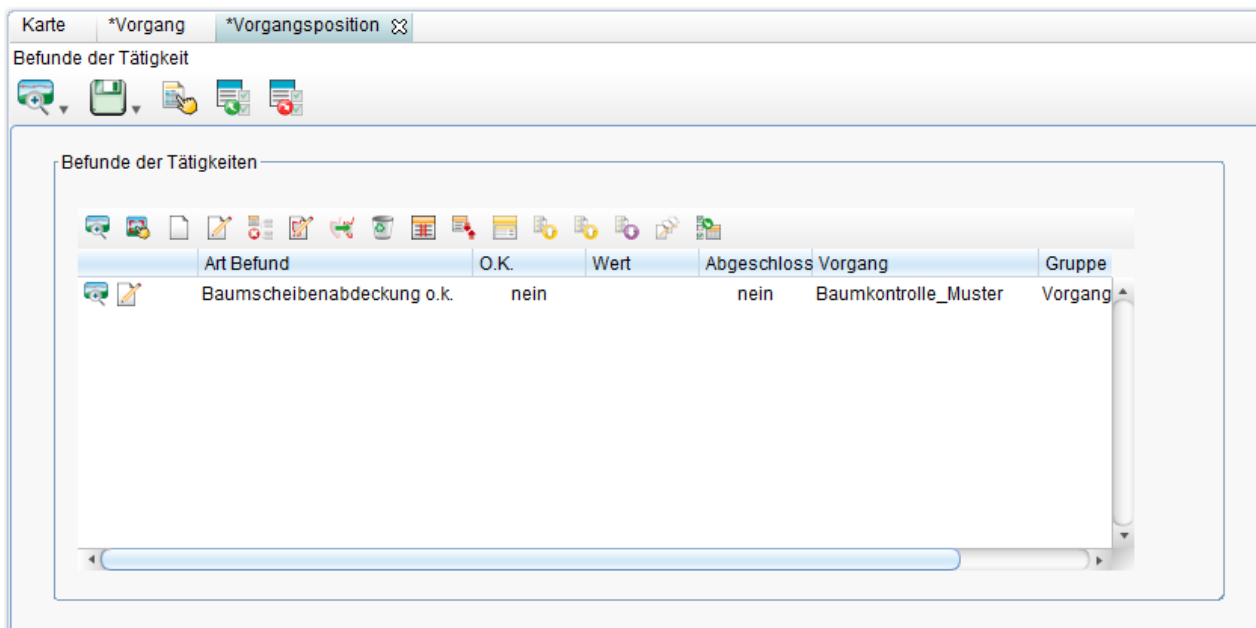 Karte *Vorgang *Vorgangsposition
Befunde der Tätigkeit
Befunde der Tätigkeiten
Art Befund O.K. Wert Abgeschloss Vorgang Gruppe
Baumscheibenabdeckung o.k. nein nein Baumkontrolle_Muster Vorgang